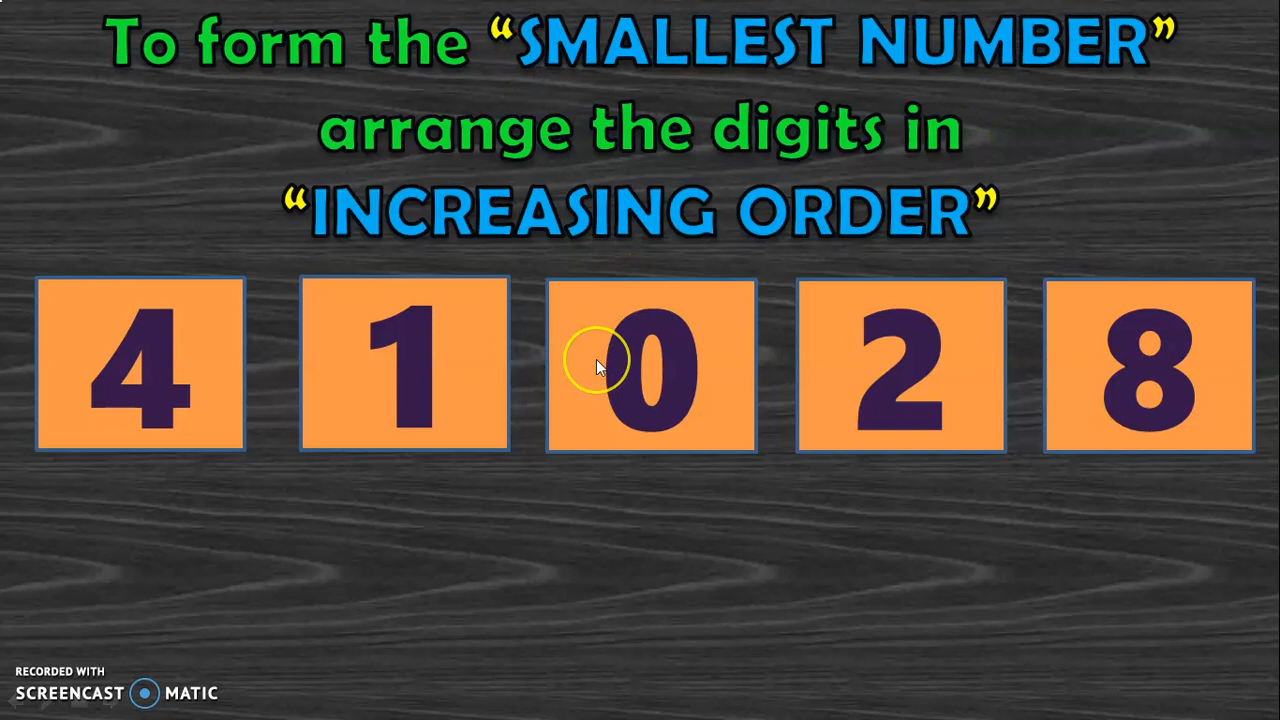 To form the “SMALLEST NUMBER”
arrange the digits in
“INCREASING ORDER”
4 1 0 2 8
RECORDED WITH
SCREENCAST MATIC